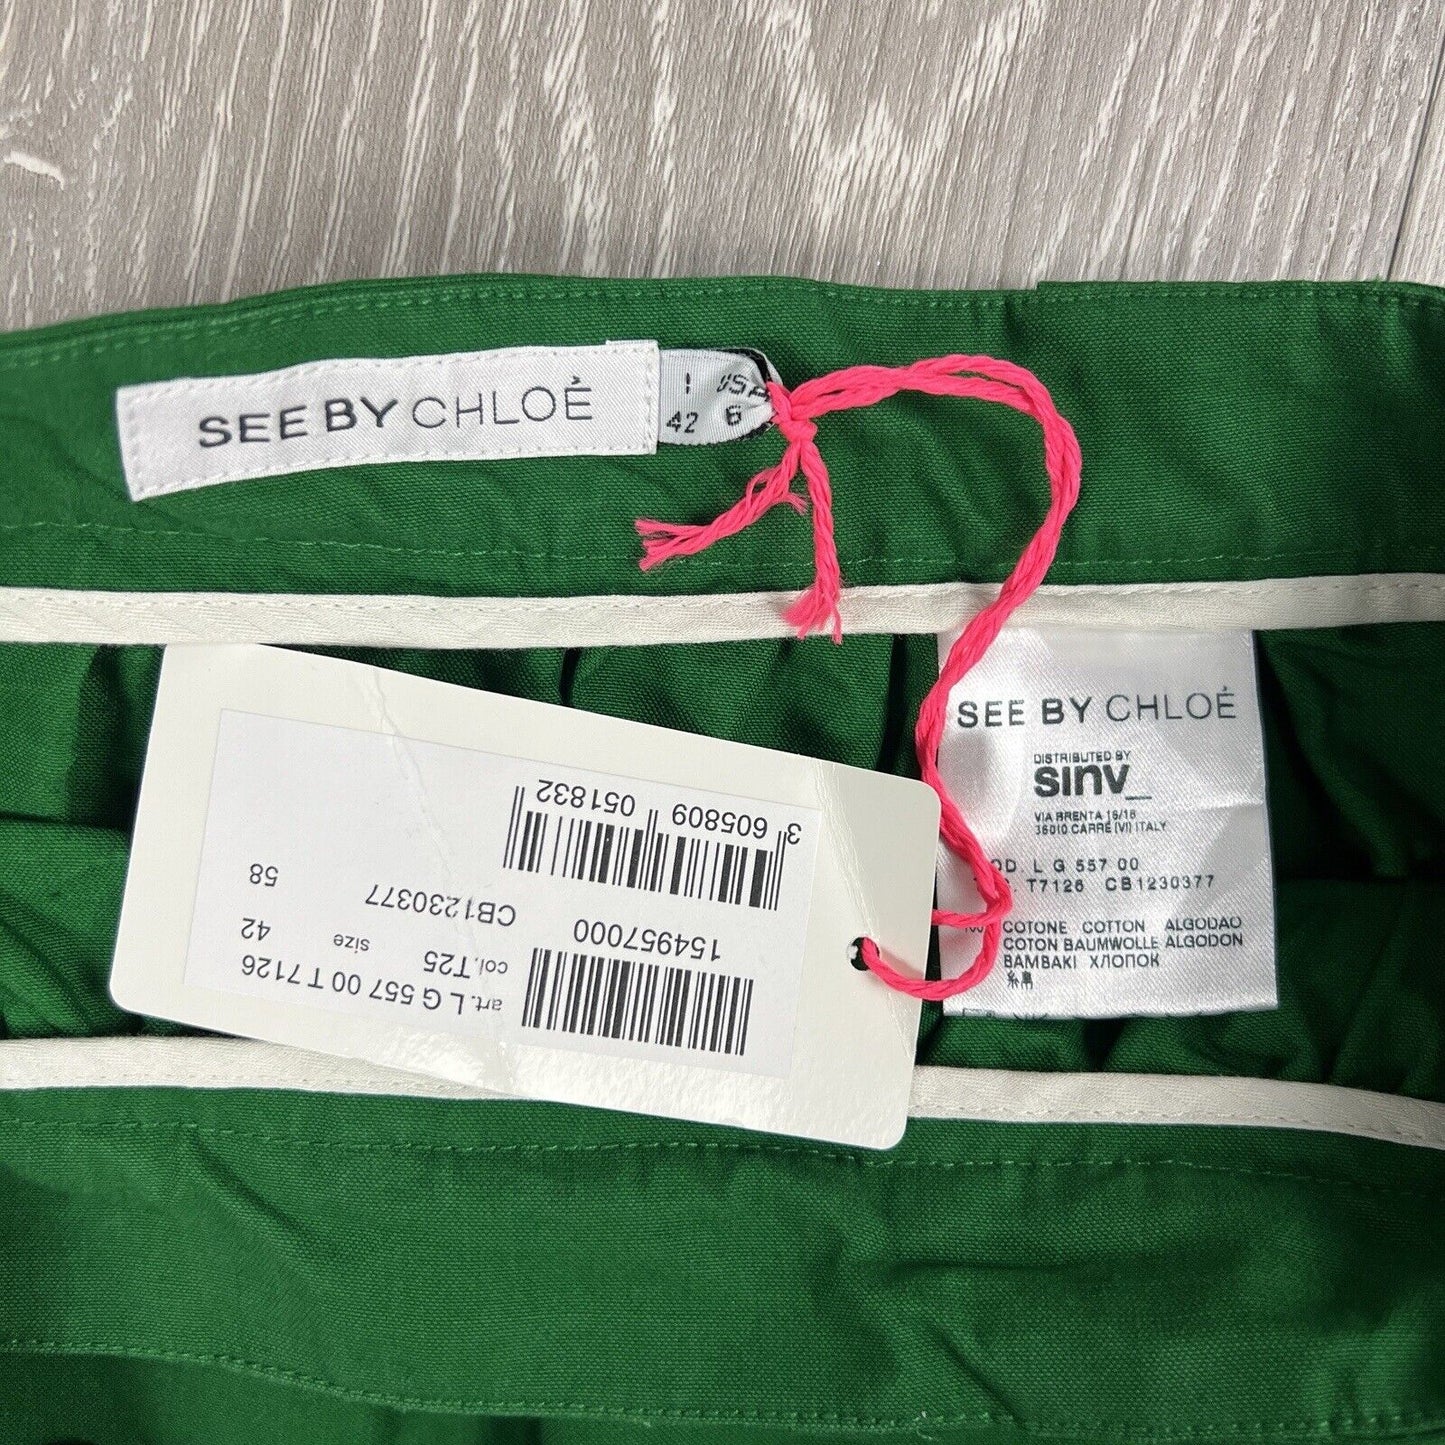 SEE BY CHLOÉ
I USA
42 6
SEE BY CHLOÉ
DISTRIBUTED BY
sinv_
VIA BRENTA 16/18
36010 CARRÉ (VI) ITALY
OD. L G 557 00
T7126 CB1230377
COTONE COTTON ALGODAO
COTON BAUMWOLLE ALGODON
BAMBAKI ХЛОПОК
art. L G 557 00 T 7126
col. T25 size 42
154957000
CB1230377 58
3 605809 051832